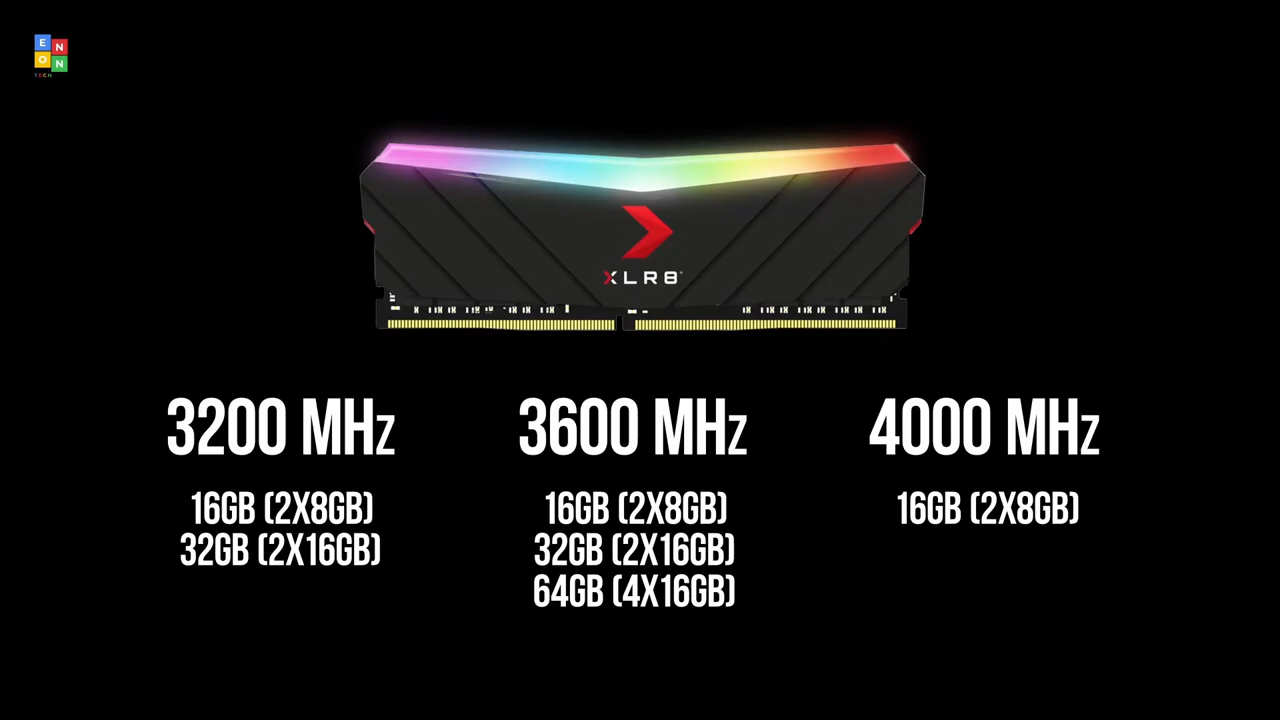 E N
O N
TECH
XLR8
3200 MHz
3600 MHz
4000 MHz
16GB (2X8GB)
32GB (2X16GB)
16GB (2X8GB)
32GB (2X16GB)
64GB (4X16GB)
16GB (2X8GB)